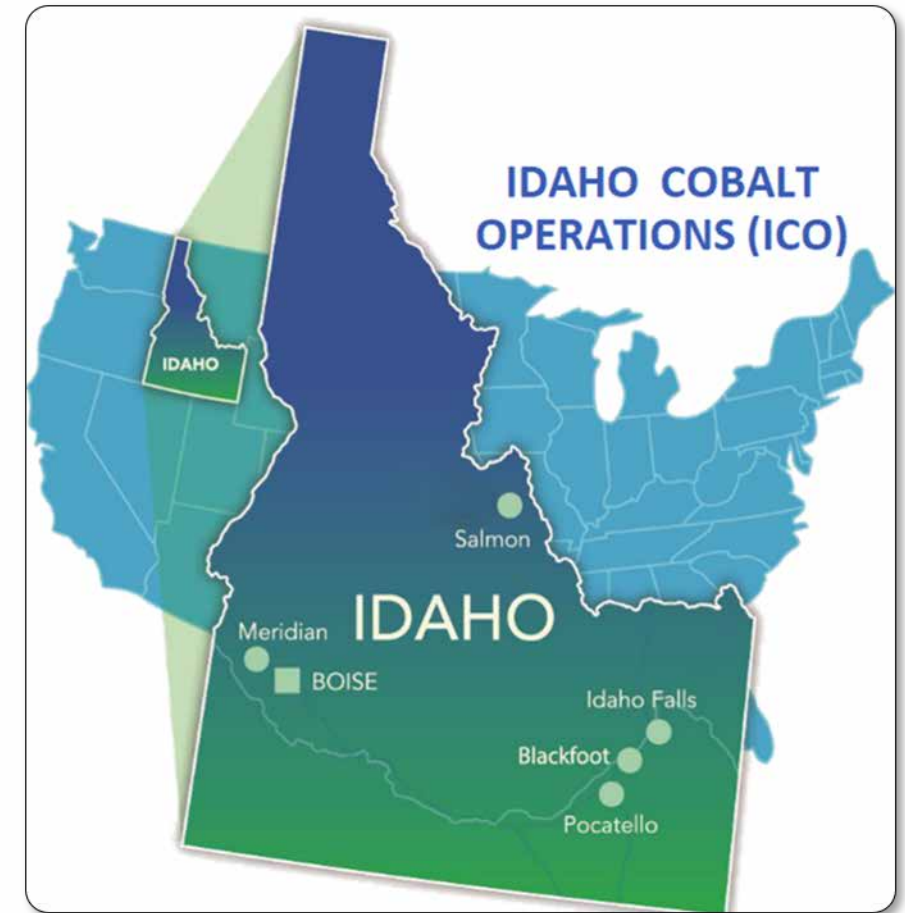 IDAHO COBALT
OPERATIONS (ICO)
IDAHO
Salmon
IDAHO
Meridian
BOISE
Idaho Falls
Blackfoot
Pocatello